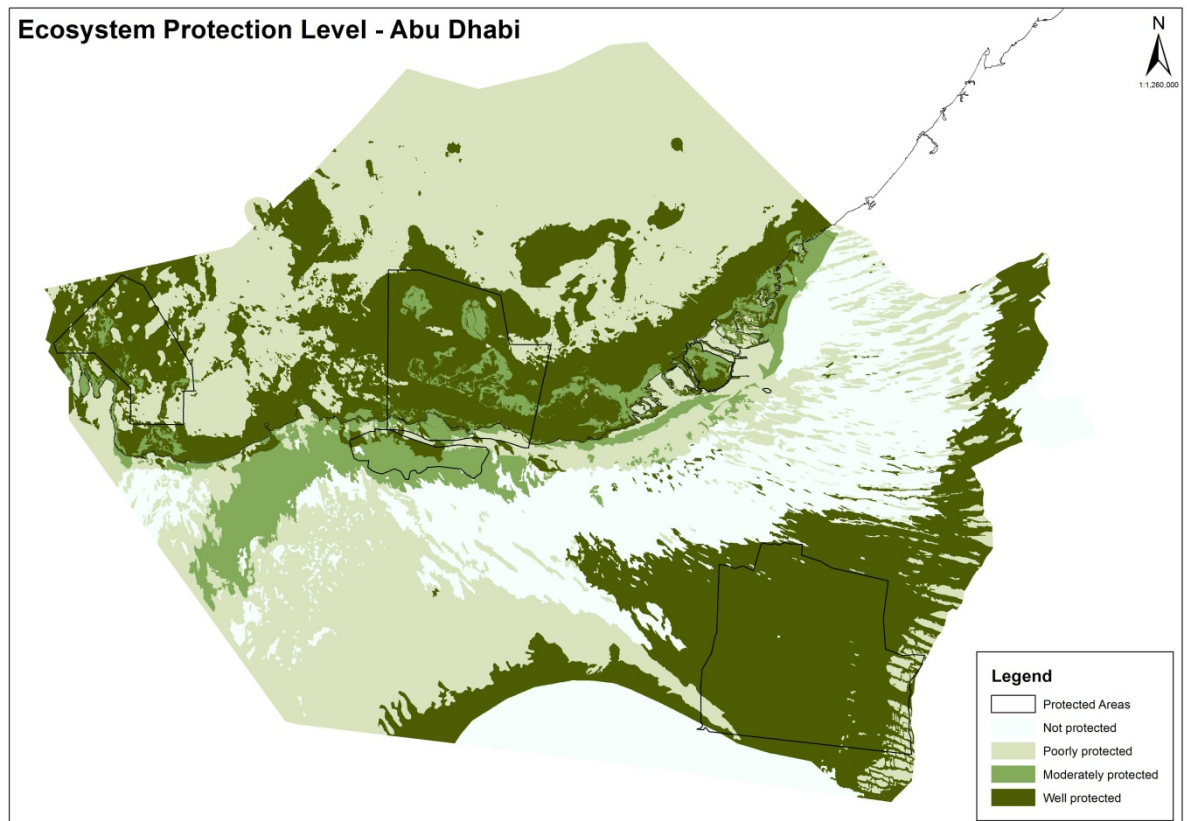 Ecosystem Protection Level - Abu Dhabi
N
1:1,260,000
Legend
Protected Areas
Not protected
Poorly protected
Moderately protected
Well protected